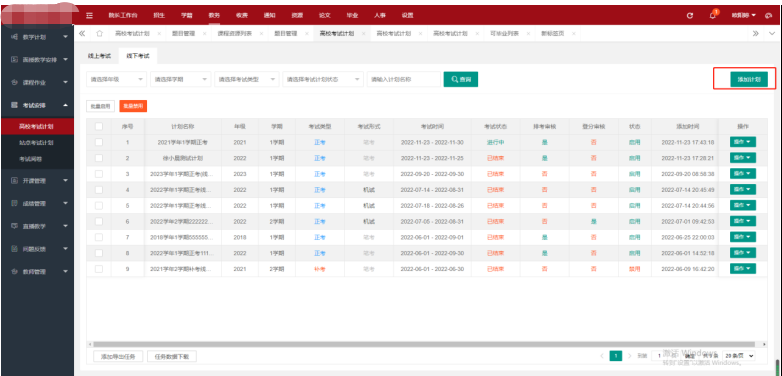 院长工作台 招生 学籍 教务 收费 通知 资源 论文 毕业 人事 设置
教学计划
高校考试计划 题目管理 课程资源列表 题目管理 高校考试计划 高校考试计划 高校考试计划 可毕业列表 新标签页
线上考试 线下考试
请选择年级 请选择学期 请选择考试类型 请选择考试计划状态 请输入计划名称 查询 添加计划
课程作业
考试安排
批量启用 批量禁用
高校考试计划
站点考试计划
开课管理
成绩管理
直播教学
问题反馈
教师管理
序号 计划名称 年级 学期 考试类型 考试形式 考试时间 考试状态 排考审核 登分审核 状态 添加时间 操作
1 2021学年1学期正考 2021 1学期 正考 笔考 2022-11-23 - 2022-11-30 进行中 是 否 启用 2022-11-23 17:43:18 操作
2 徐小晨测试计划 2022 1学期 正考 笔考 2022-11-23 - 2022-11-25 已结束 是 否 启用 2022-11-23 17:28:21 操作
3 2023学年1学期正考(线... 2023 1学期 正考 笔考 2022-09-20 - 2022-09-30 已结束 否 否 启用 2022-09-20 08:58:38 操作
4 2022学年1学期正考线... 2022 1学期 正考 机试 2022-07-14 - 2022-08-31 已结束 否 否 启用 2022-07-14 20:45:49 操作
5 2022学年1学期正考线... 2022 1学期 正考 机试 2022-07-18 - 2022-08-26 已结束 否 否 启用 2022-07-14 20:44:56 操作
6 2022学年2学期222222... 2022 2学期 正考 机试 2022-07-05 - 2022-08-31 已结束 否 是 启用 2022-07-01 09:42:53 操作
7 2018学年1学期555555... 2018 1学期 正考 笔考 2022-06-01 - 2022-09-01 已结束 是 否 启用 2022-06-25 22:00:03 操作
8 2022学年1学期正考111... 2022 1学期 正考 笔考 2022-06-01 - 2022-09-30 已结束 是 否 启用 2022-06-01 14:52:18 操作
9 2021学年2学期补考线... 2021 2学期 补考 笔考 2022-06-01 - 2022-06-30 已结束 否 否 禁用 2022-06-09 16:42:20 操作
添加导出任务 任务数据下载
1 到第 1 页 确定 共 9 条 20 条/页
激活 Windows
转到"设置"以激活 Windows。